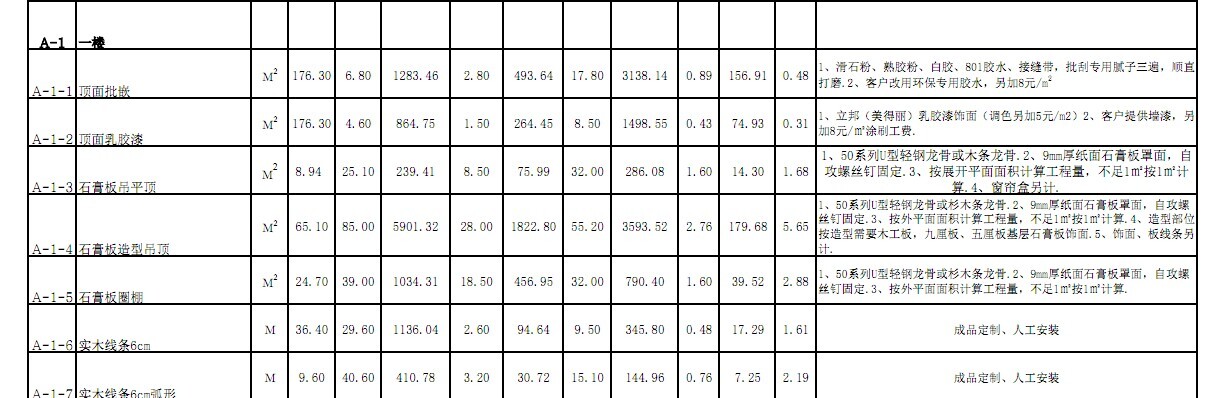 A-1 一楼
A-1-1 顶面批嵌 M² 176.30 6.80 1283.46 2.80 493.64 17.80 3138.14 0.89 156.91 0.48 1、滑石粉、熟胶粉、白胶、801胶水、接缝带，批刮专用腻子三遍，顺直
打磨.2、客户改用环保专用胶水，另加8元/m²
A-1-2 顶面乳胶漆 M² 176.30 4.60 864.75 1.50 264.45 8.50 1498.55 0.43 74.93 0.31 1、立邦（美得丽）乳胶漆饰面（调色另加5元/m2）2、客户提供墙漆，另
加8元/㎡涂刷工费.
A-1-3 石膏板吊平顶 M² 8.94 25.10 239.41 8.50 75.99 32.00 286.08 1.60 14.30 1.68 1、50系列U型轻钢龙骨或木条龙骨.2、9mm厚纸面石膏板罩面，自
攻螺丝钉固定.3、按展开平面面积计算工程量，不足1㎡按1㎡计
算.4、窗帘盒另计.
A-1-4 石膏板造型吊顶 M² 65.10 85.00 5901.32 28.00 1822.80 55.20 3593.52 2.76 179.68 5.65 1、50系列U型轻钢龙骨或杉木条龙骨.2、9mm厚纸面石膏板罩面，自攻螺
丝钉固定.3、按外平面面积计算工程量，不足1㎡按1㎡计算.4、造型部位
按造型需要木工板，九厘板、五厘板基层石膏板饰面.5、饰面、板线条另
计.
A-1-5 石膏板圈棚 M² 24.70 39.00 1034.31 18.50 456.95 32.00 790.40 1.60 39.52 2.88 1、50系列U型轻钢龙骨或杉木条龙骨.2、9mm厚纸面石膏板罩面，自攻螺
丝钉固定.3、按外平面面积计算工程量，不足1㎡按1㎡计算.
A-1-6 实木线条6cm M 36.40 29.60 1136.04 2.60 94.64 9.50 345.80 0.48 17.29 1.61 成品定制、人工安装
A-1-7 实木线条6cm弧形 M 9.60 40.60 410.78 3.20 30.72 15.10 144.96 0.76 7.25 2.19 成品定制、人工安装